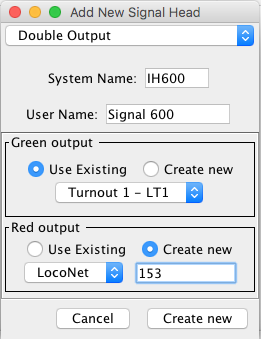 Add New Signal Head
Double Output
System Name: IH600
User Name: Signal 600
Green output
Use Existing Create new
Turnout 1 - LT1
Red output
Use Existing Create new
LocoNet 153
Cancel Create new